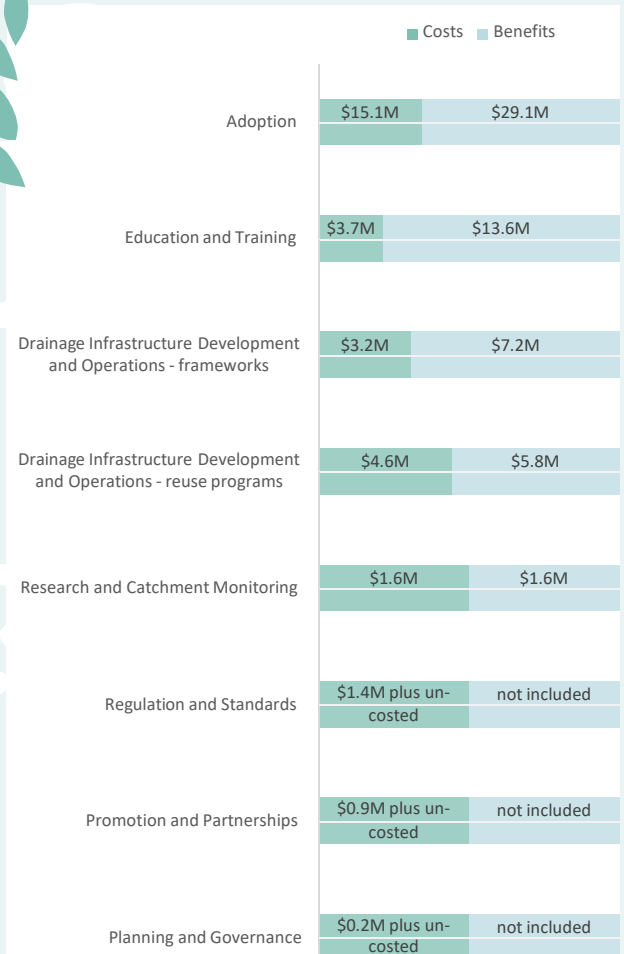 Costs Benefits
Adoption
$15.1M $29.1M
Education and Training
$3.7M $13.6M
Drainage Infrastructure Development
and Operations - frameworks
$3.2M $7.2M
Drainage Infrastructure Development
and Operations - reuse programs
$4.6M $5.8M
Research and Catchment Monitoring
$1.6M $1.6M
Regulation and Standards
$1.4M plus un-
costed
not included
Promotion and Partnerships
$0.9M plus un-
costed
not included
Planning and Governance
$0.2M plus un-
costed
not included